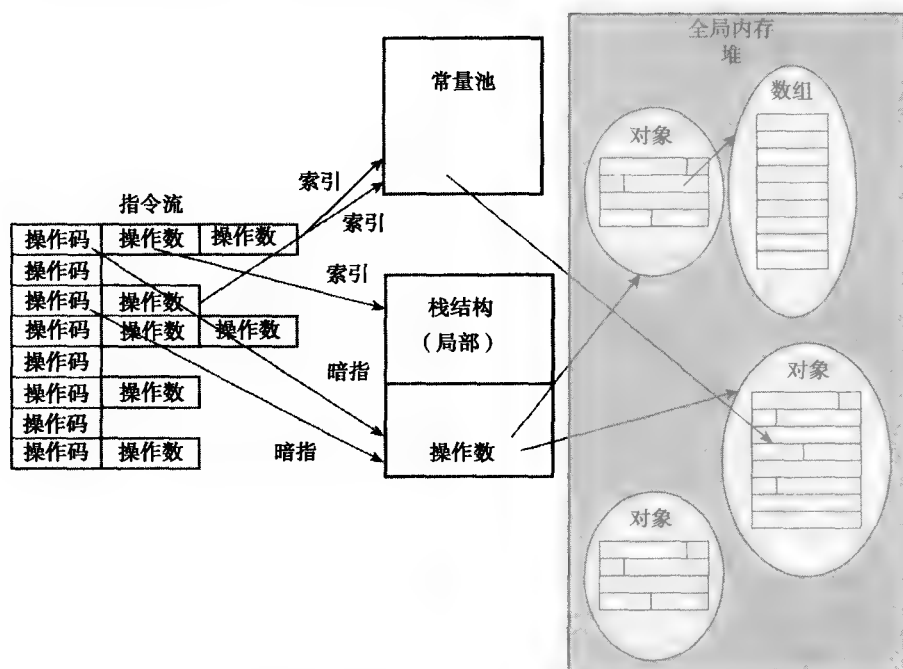 全局内存
堆
常量池
数组
对象
索引
指令流
索引
操作码 操作数 操作数
索引
操作码
操作码 操作数
栈结构
(局部)
操作码 操作数 操作数
操作码
暗指
对象
操作码 操作数
操作码
操作码 操作数
暗指
操作数
对象